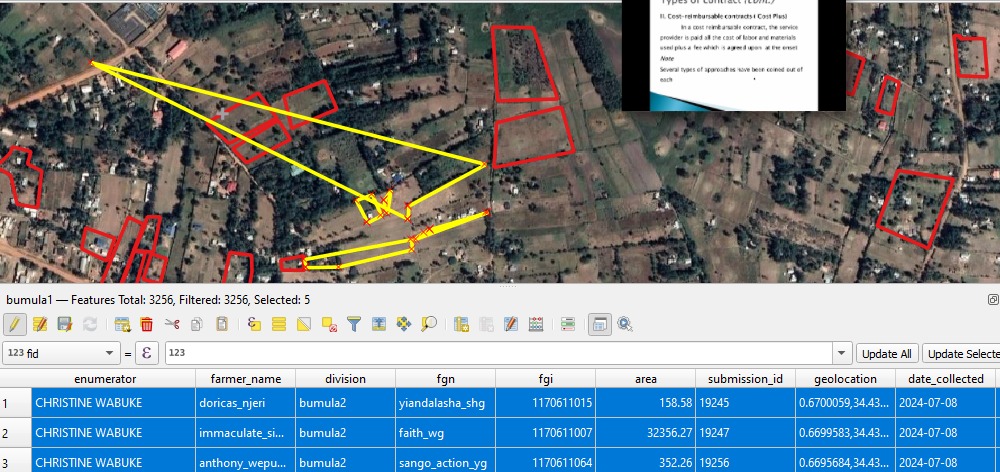 Types of contract (Cont.)
II. Cost-reimbursable contracts ( Cost Plus)
In a cost reimbursable contract, the service
provider is paid all the cost of labor and materials
used plus a fee which is agreed upon at the onset
Note
Several types of approaches have been coined out of
each
bumula1 — Features Total: 3256, Filtered: 3256, Selected: 5
123 fid = ε 123 Update All Update Selecte
enumerator farmer_name division fgn fgi area submission_id geolocation date_collected
1 CHRISTINE WABUKE doricas_njeri bumula2 yiandalasha_shg 1170611015 158.58 19245 0.6700059,34.43... 2024-07-08
2 CHRISTINE WABUKE immaculate_si... bumula2 faith_wg 1170611007 32356.27 19247 0.6699583,34.43... 2024-07-08
3 CHRISTINE WABUKE anthony_wepu... bumula2 sango_action_yg 1170611064 352.26 19256 0.6695684,34.43... 2024-07-08